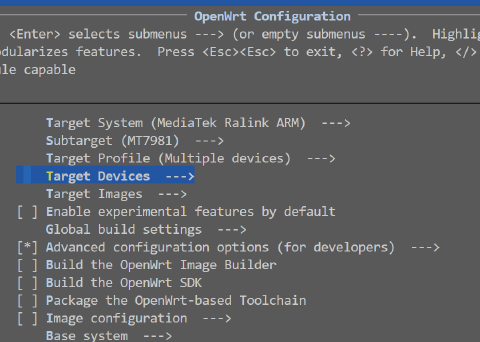 OpenWrt Configuration
<Enter> selects submenus ---> (or empty submenus ----).
features. Press <Esc><Esc> to exit, <?> for Help, </>
capable
Target System (MediaTek Ralink ARM) --->
Subtarget (MT7981) --->
Target Profile (Multiple devices) --->
Target Devices --->
Target Images --->
[ ] Enable experimental features by default
Global build settings --->
[*] Advanced configuration options (for developers) --->
[ ] Build the OpenWrt Image Builder
[ ] Build the OpenWrt SDK
[ ] Package the OpenWrt-based Toolchain
[ ] Image configuration --->
Base system --->